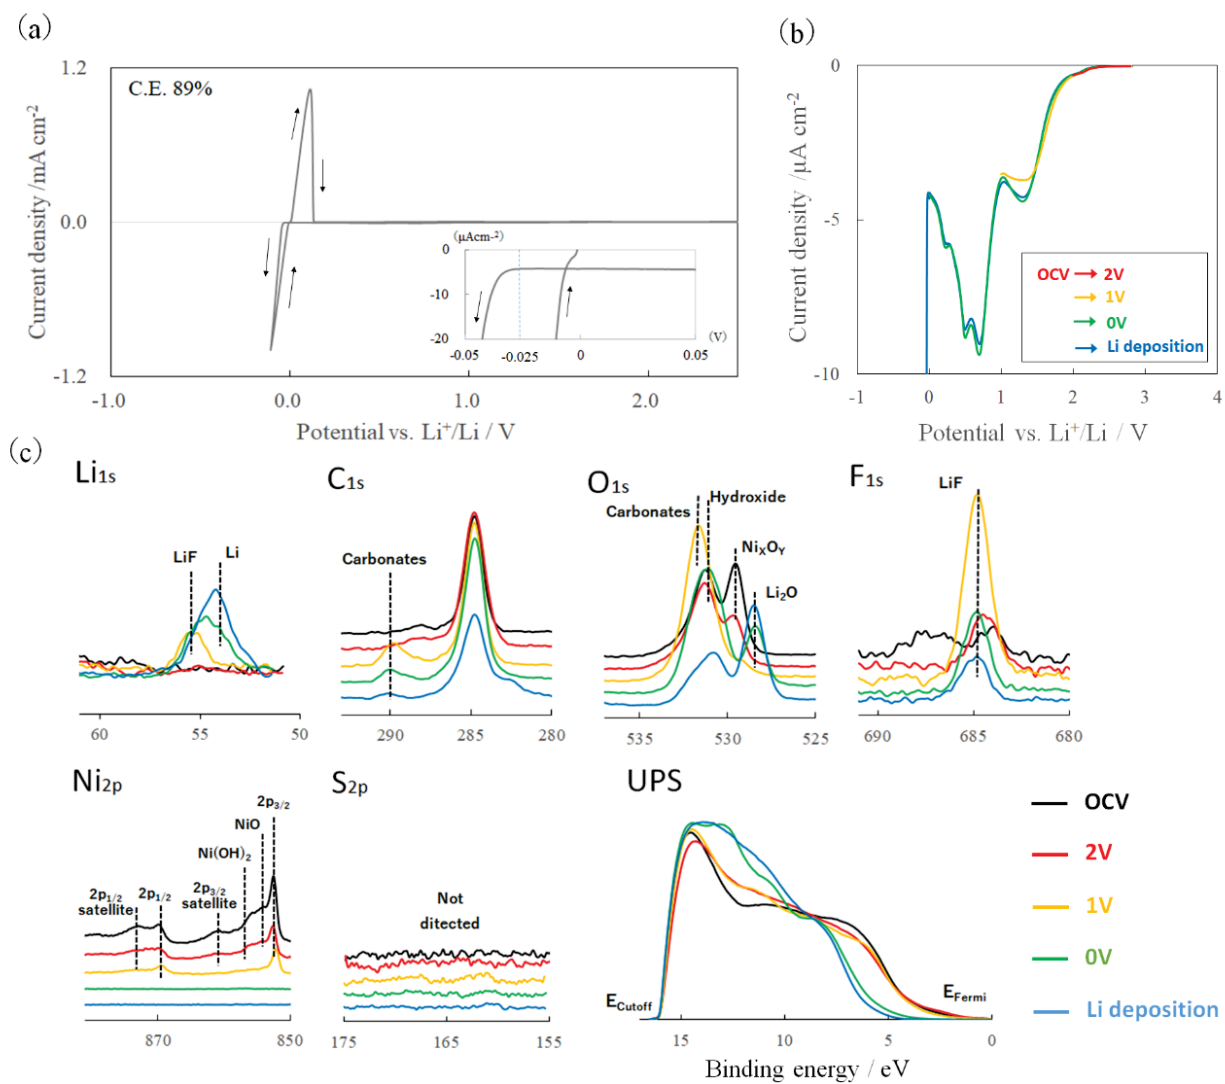 (a)
1.2
0.0
-1.2
Current density /mA cm-2
C.E. 89%
(μAcm-2)
0
-10
-20
-0.05
-0.025
0
0.05
(V)
-1.0
0.0
1.0
2.0
Potential vs. Li+/Li / V
(b)
0
-5
-10
Current density /μA cm-2
OCV → 2V
→ 1V
→ 0V
→ Li deposition
-1
0
1
2
3
4
Potential vs. Li+/Li / V
(c)
Li1s
LiF
Li
60
55
50
C1s
Carbonates
290
285
280
O1s
Carbonates
Hydroxide
NiXOY
Li2O
535
530
525
F1s
LiF
690
685
680
Ni2p
2p3/2
NiO
Ni(OH)2
2p1/2
satellite
2p1/2
2p3/2
satellite
870
850
S2p
Not
ditected
175
165
155
UPS
ECutoff
EFermi
15
10
5
0
Binding energy / eV
OCV
2V
1V
0V
Li deposition